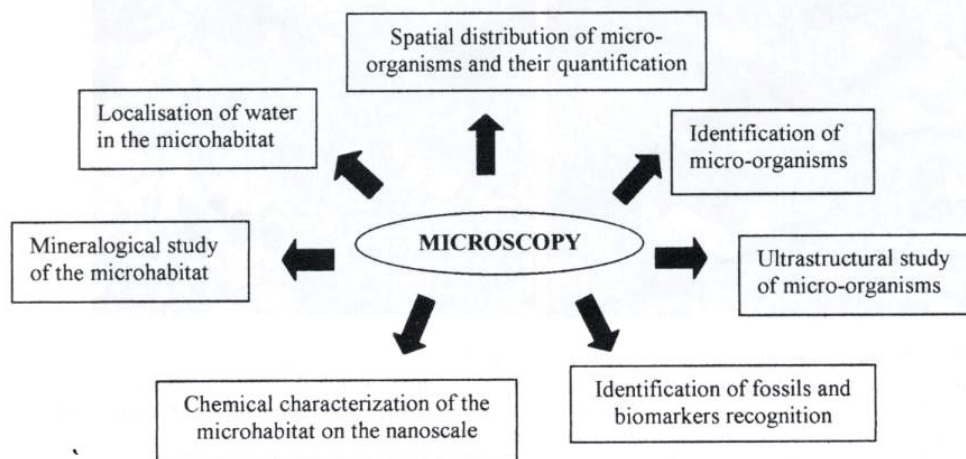 Spatial distribution of micro-
organisms and their quantification
Localisation of water
in the microhabitat
Identification of
micro-organisms
Mineralogical study
of the microhabitat
MICROSCOPY
Ultrastructural study
of micro-organisms
Chemical characterization of the
microhabitat on the nanoscale
Identification of fossils and
biomarkers recognition